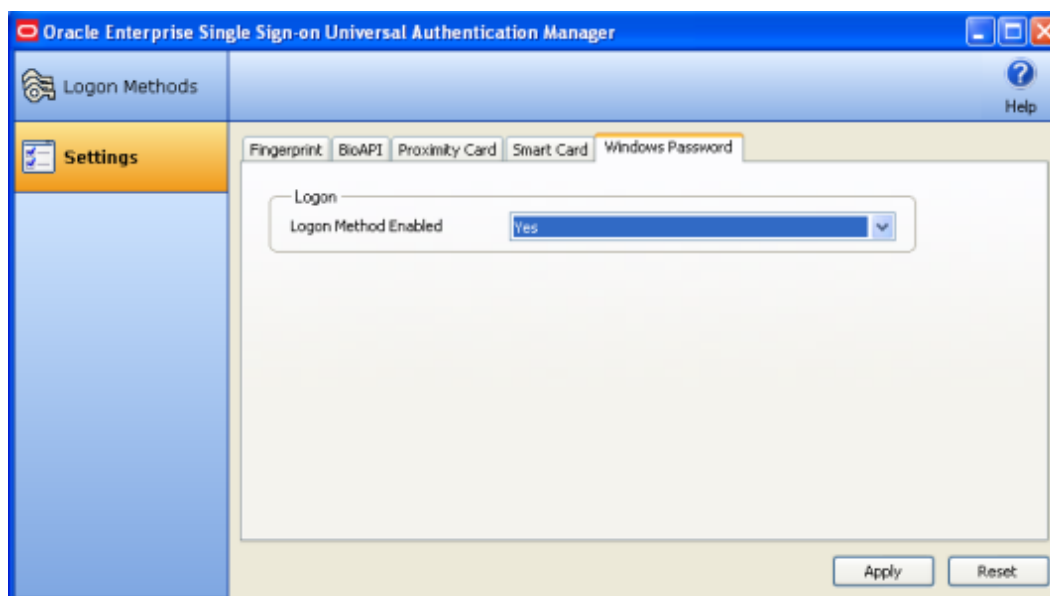 Oracle Enterprise Single Sign-on Universal Authentication Manager
Logon Methods
Help
Settings
Fingerprint BioAPI Proximity Card Smart Card Windows Password
Logon
Logon Method Enabled Yes
Apply Reset